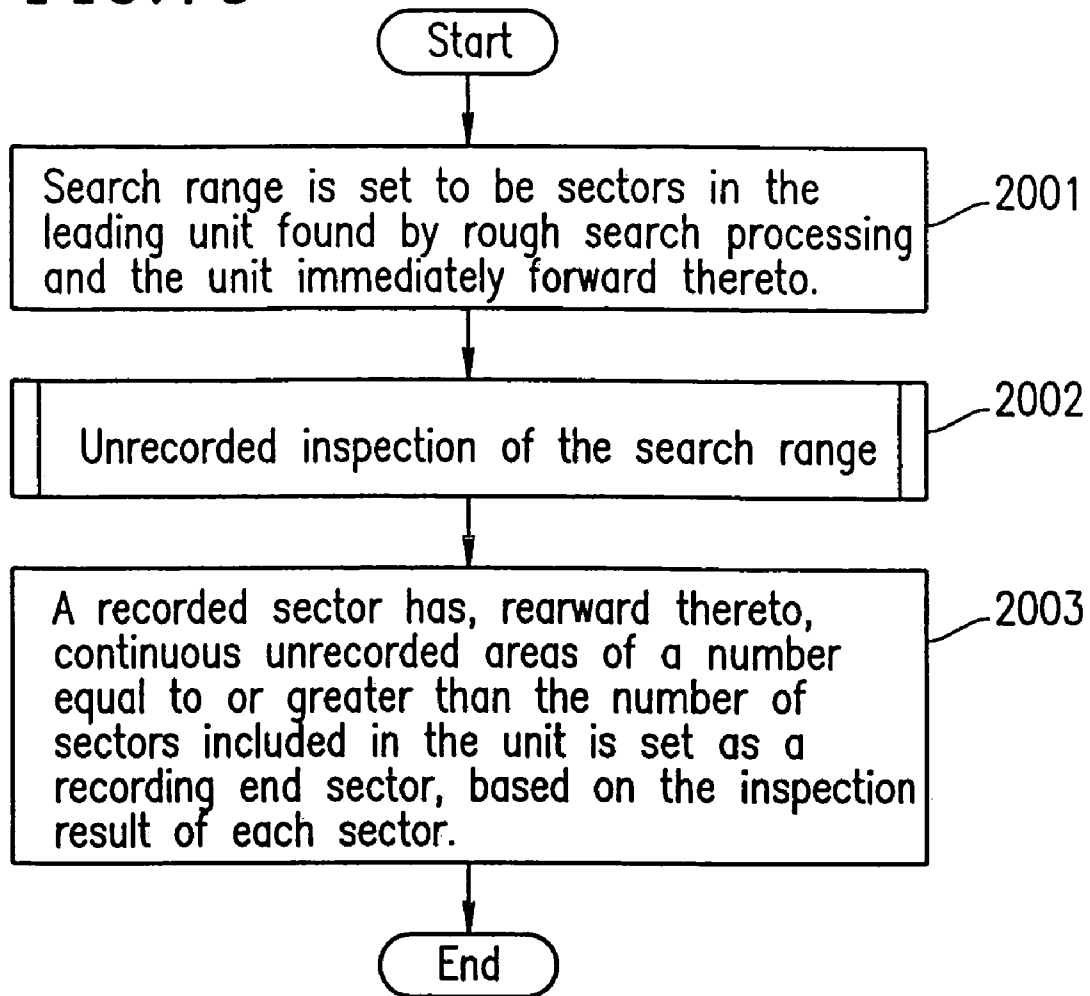 Start
Search range is set to be sectors in the
leading unit found by rough search processing
and the unit immediately forward thereto.
2001
Unrecorded inspection of the search range
2002
A recorded sector has, rearward thereto,
continuous unrecorded areas of a number
equal to or greater than the number of
sectors included in the unit is set as a
recording end sector, based on the inspection
result of each sector.
2003
End